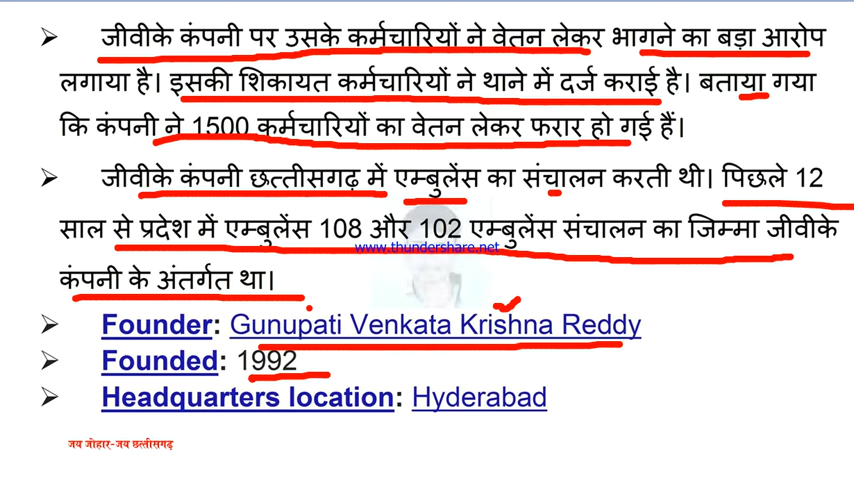 जीवीके कंपनी पर उसके कर्मचारियों ने वेतन लेकर भागने का बड़ा आरोप
लगाया है। इसकी शिकायत कर्मचारियों ने थाने में दर्ज कराई है। बताया गया
कि कंपनी ने 1500 कर्मचारियों का वेतन लेकर फरार हो गई हैं।
जीवीके कंपनी छत्तीसगढ़ में एम्बुलेंस का संचालन करती थी। पिछले 12
साल से प्रदेश में एम्बुलेंस 108 और 102 एम्बुलेंस संचालन का जिम्मा जीवीके
www.thundershare.net
कंपनी के अंतर्गत था।
Founder: Gunupati Venkata Krishna Reddy
Founded: 1992
Headquarters location: Hyderabad
जय जोहार-जय छत्तीसगढ़